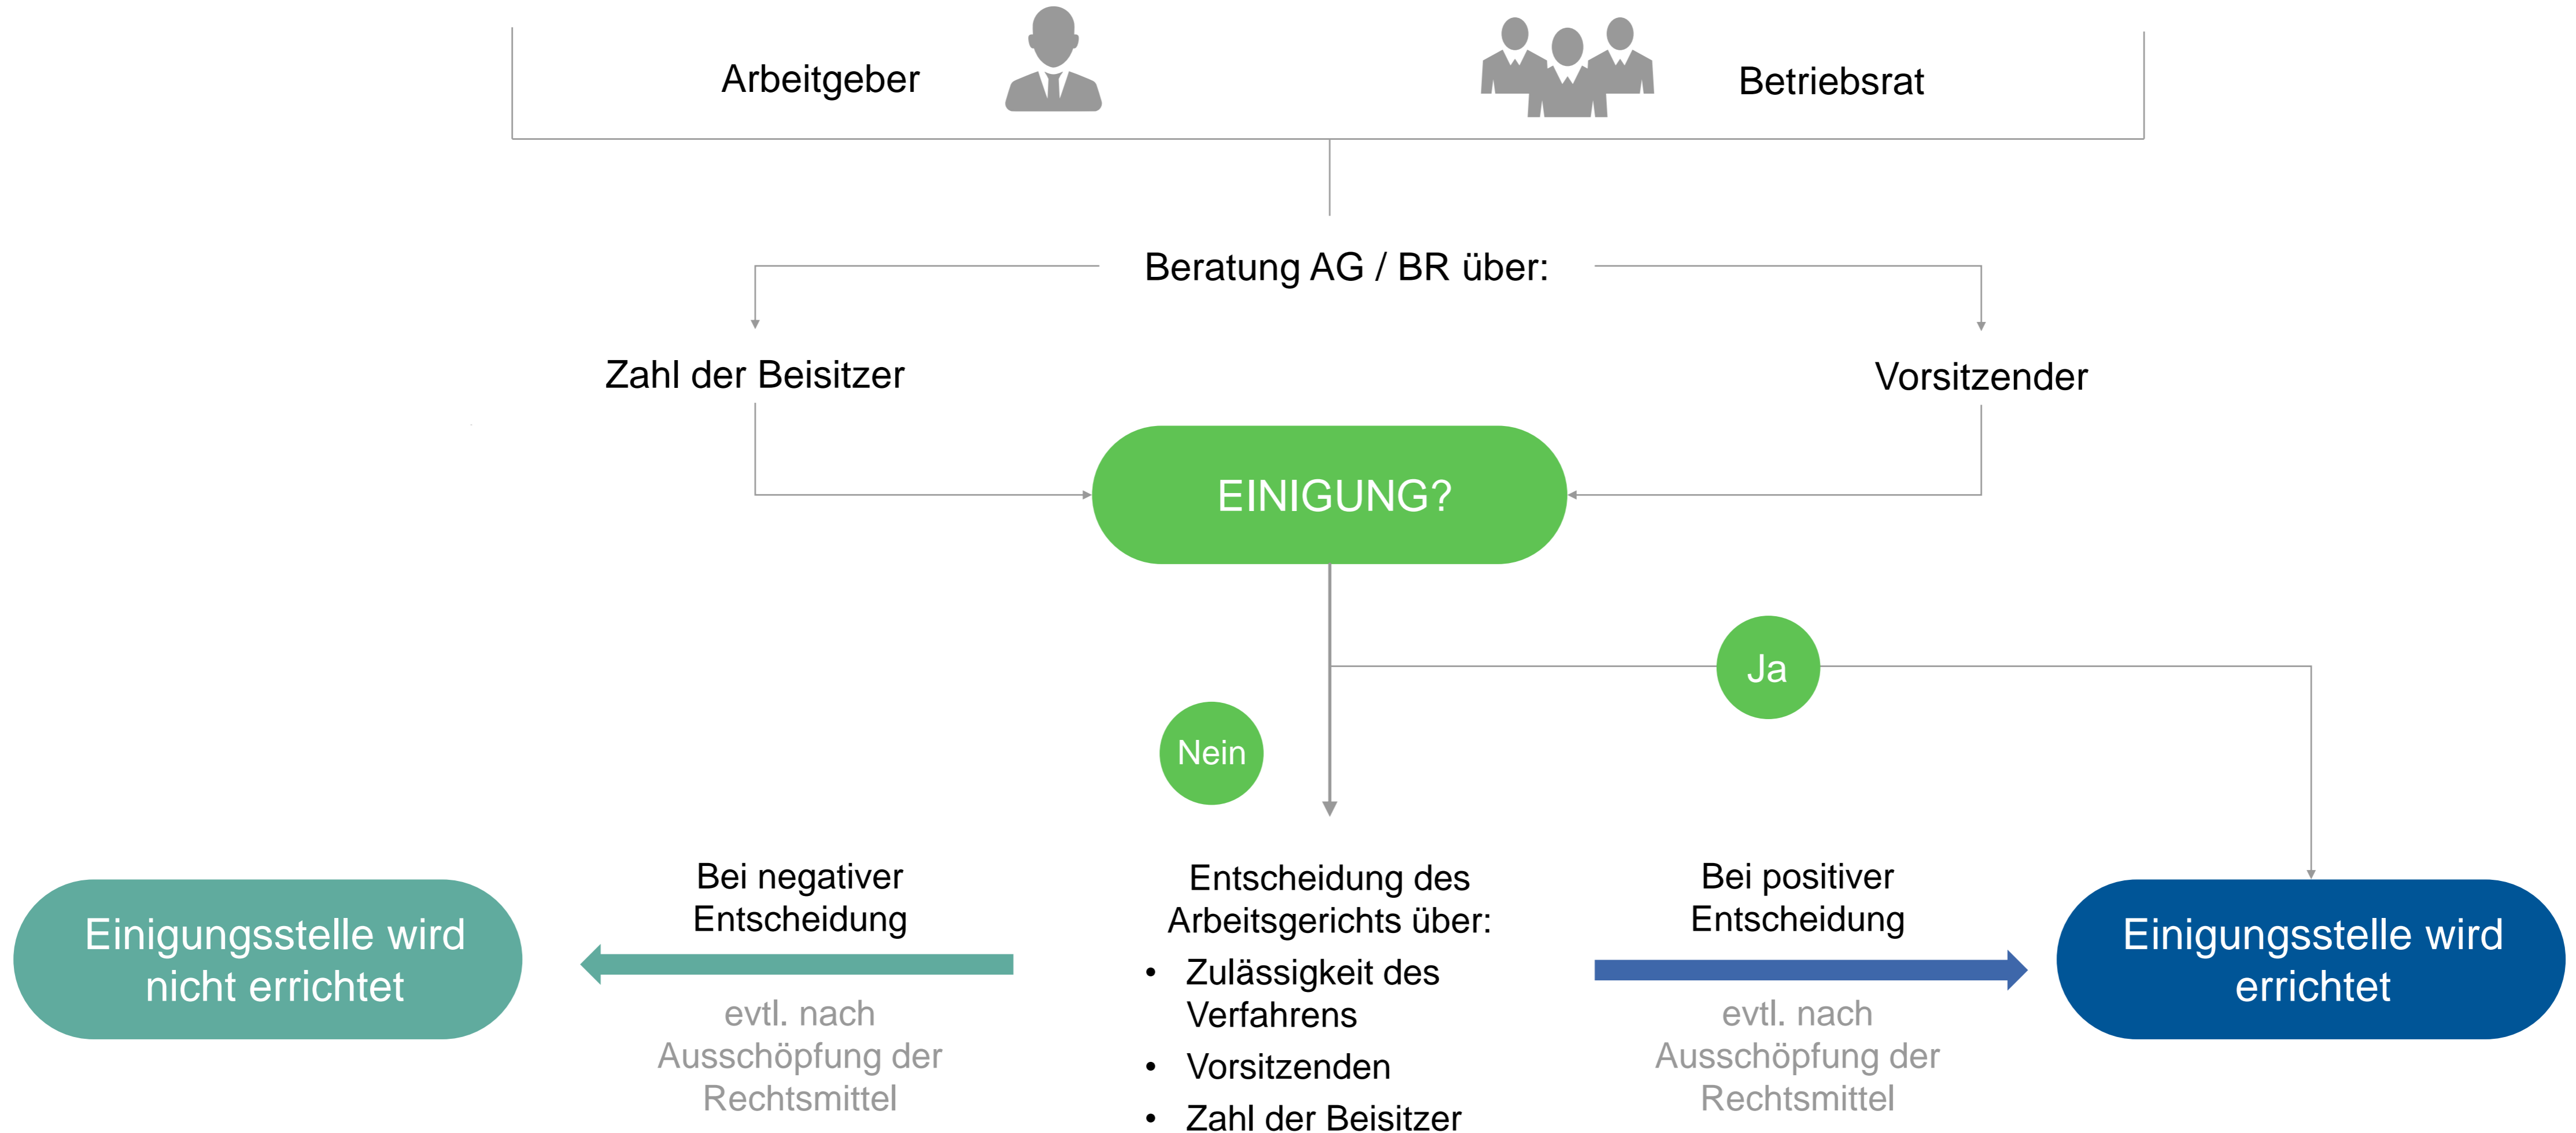 Arbeitgeber
Betriebsrat
Beratung AG / BR über:
Zahl der Beisitzer
Vorsitzender
EINIGUNG?
Ja
Nein
Einigungsstelle wird
nicht errichtet
Bei negativer
Entscheidung
evtl. nach
Ausschöpfung der
Rechtsmittel
Entscheidung des
Arbeitsgerichts über:
• Zulässigkeit des
Verfahrens
• Vorsitzenden
• Zahl der Beisitzer
Bei positiver
Entscheidung
evtl. nach
Ausschöpfung der
Rechtsmittel
Einigungsstelle wird
errichtet